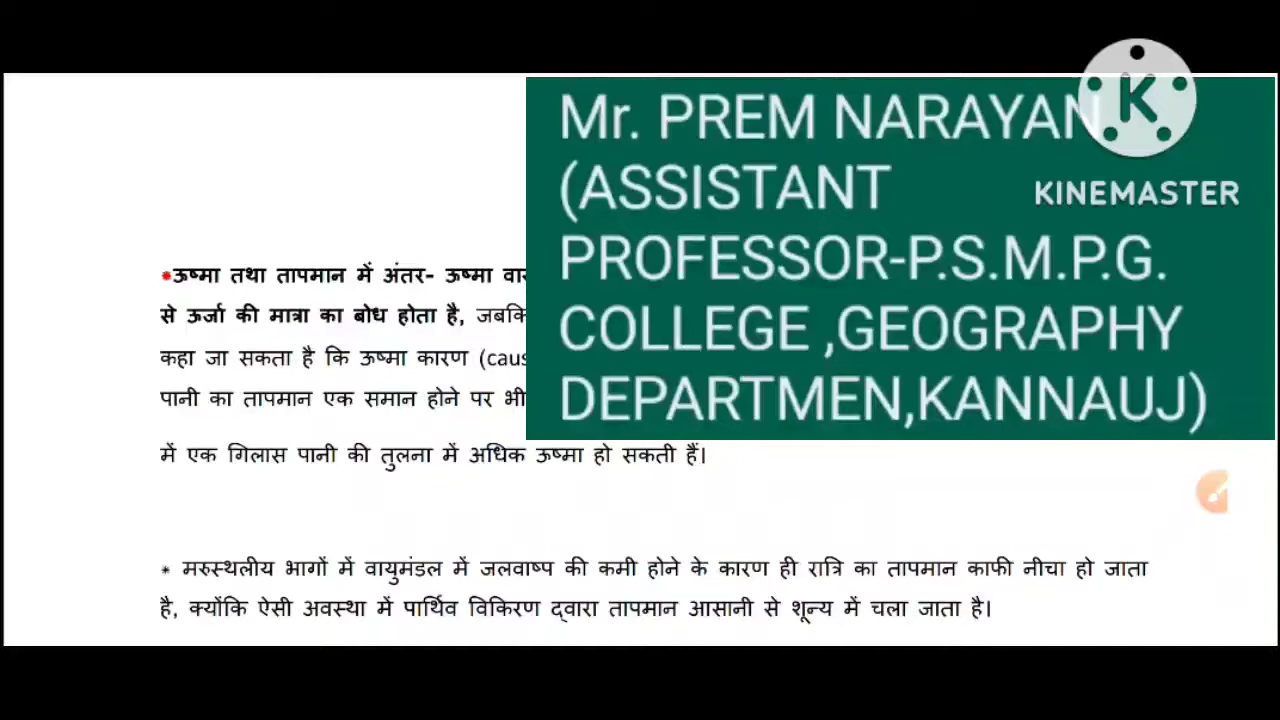 Mr. PREM NARAYAN
(ASSISTANT
PROFESSOR-P.S.M.P.G.
COLLEGE ,GEOGRAPHY
DEPARTMEN,KANNAUJ)
K
KINEMASTER
*ऊष्मा तथा तापमान में अंतर- ऊष्मा
से ऊर्जा की मात्रा का बोध होता है, जबकि
कहा जा सकता है कि ऊष्मा कारण (caus
पानी का तापमान एक समान होने पर भी
में एक गिलास पानी की तुलना में अधिक ऊष्मा हो सकती हैं।
* मरुस्थलीय भागों में वायुमंडल में जलवाष्प की कमी होने के कारण ही रात्रि का तापमान काफी नीचा हो जाता
है, क्योंकि ऐसी अवस्था में पार्थिव विकिरण द्वारा तापमान आसानी से शून्य में चला जाता है।